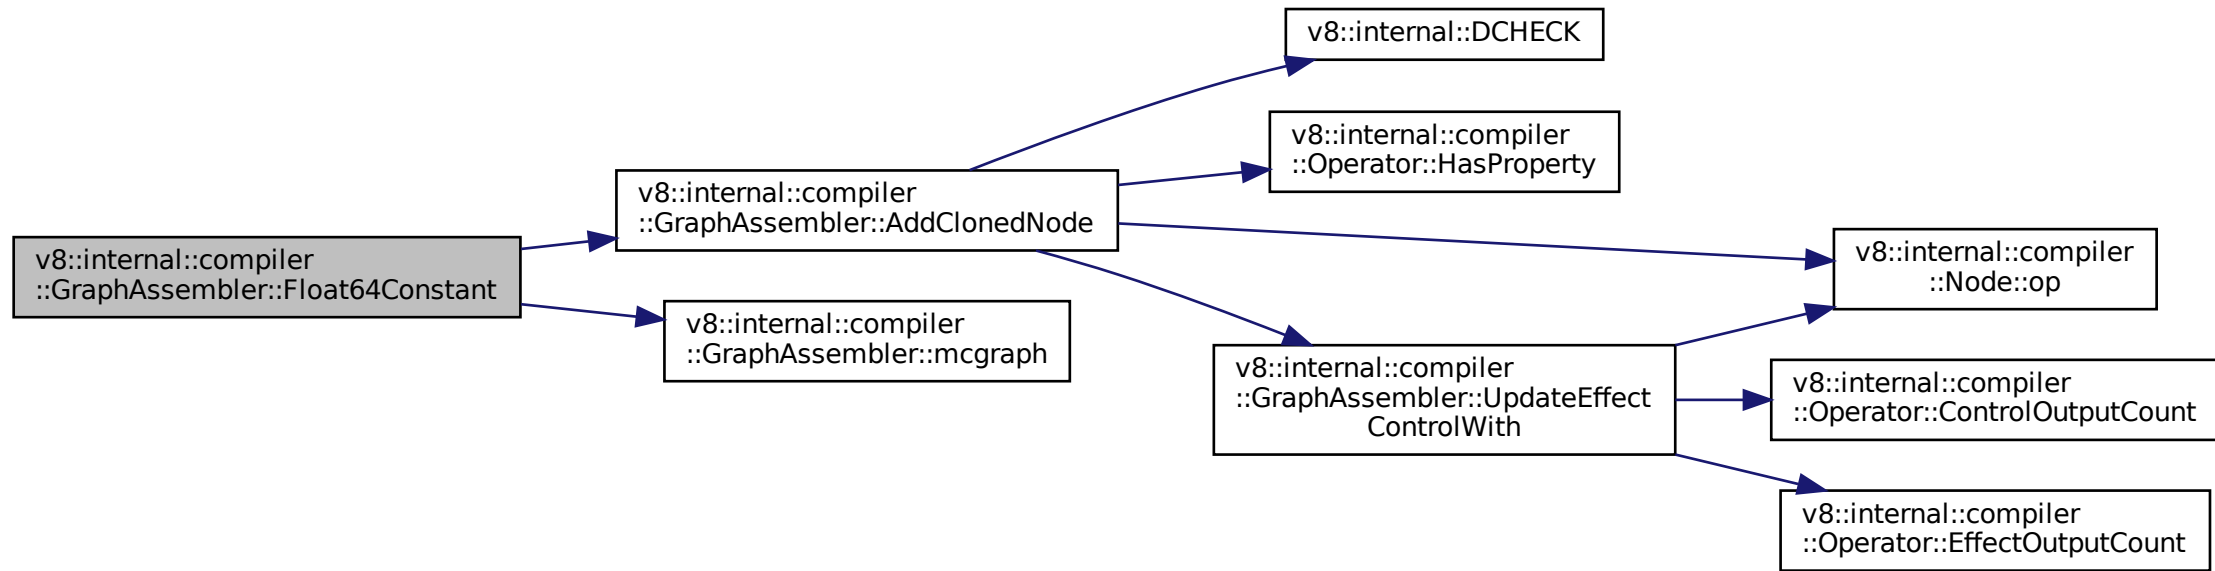 v8::internal::DCHECK
v8::internal::compiler
::Operator::HasProperty
v8::internal::compiler
::GraphAssembler::AddClonedNode
v8::internal::compiler
::Node::op
v8::internal::compiler
::GraphAssembler::Float64Constant
v8::internal::compiler
::GraphAssembler::mcgraph
v8::internal::compiler
::GraphAssembler::UpdateEffect
ControlWith
v8::internal::compiler
::Operator::ControlOutputCount
v8::internal::compiler
::Operator::EffectOutputCount